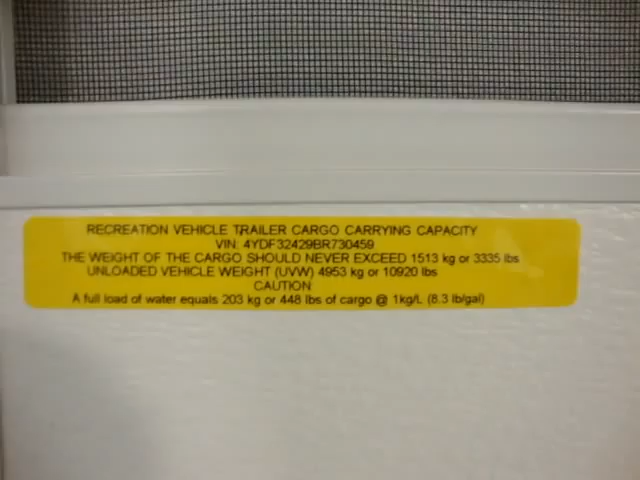 RECREATION VEHICLE TRAILER CARGO CARRYING CAPACITY
VIN: 4YDF32429BR730459
THE WEIGHT OF THE CARGO SHOULD NEVER EXCEED 1513 kg or 3335 lbs
UNLOADED VEHICLE WEIGHT (UVW) 4953 kg or 10920 lbs
CAUTION
A full load of water equals 203 kg or 448 lbs of cargo @ 1kg/L (8.3 lb/gal)